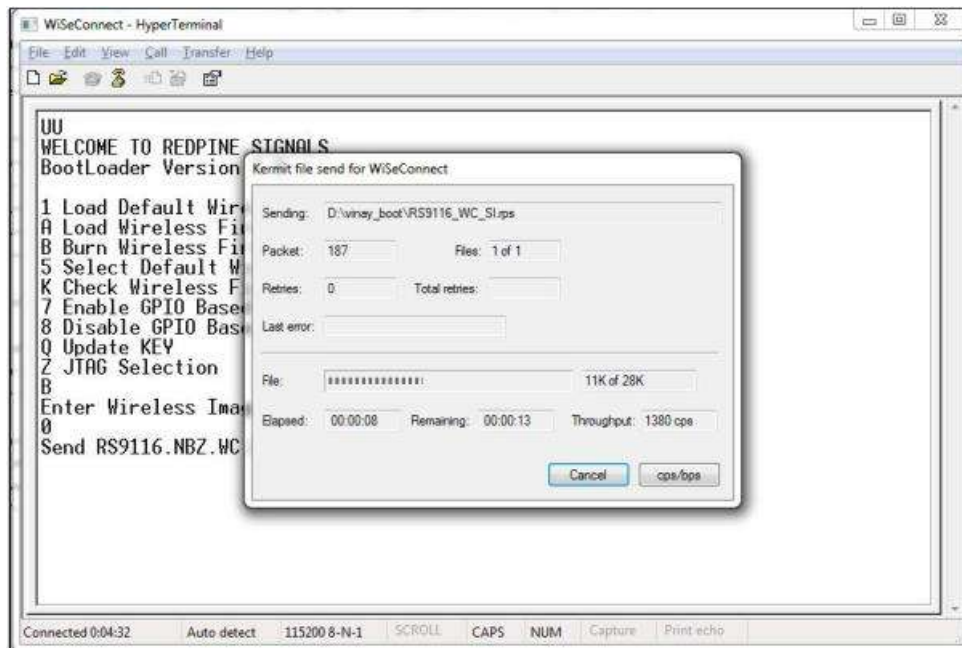 WiSeConnect - HyperTerminal
File Edit View Call Transfer Help
UU
WELCOME TO REDPINE SIGNALS
BootLoader Version
1 Load Default Wire
A Load Wireless Fi
B Burn Wireless Fi
5 Select Default W
K Check Wireless F
7 Enable GPIO Based
8 Disable GPIO Base
Q Update KEY
Z JTAG Selection
B
Enter Wireless Imag
0
Send RS9116.NBZ.WC
Kermit file send for WiSeConnect
Sending: D:\vinay_boot\RS9116_WC_SI.rps
Packet: 187 Files: 1 of 1
Retries: 0 Total retries:
Last error:
File: 11K of 28K
Elapsed: 00:00:08 Remaining: 00:00:13 Throughput: 1380 cps
Cancel cps/bps
Connected 0:04:32 Auto detect 115200 8-N-1 SCROLL CAPS NUM Capture Print echo